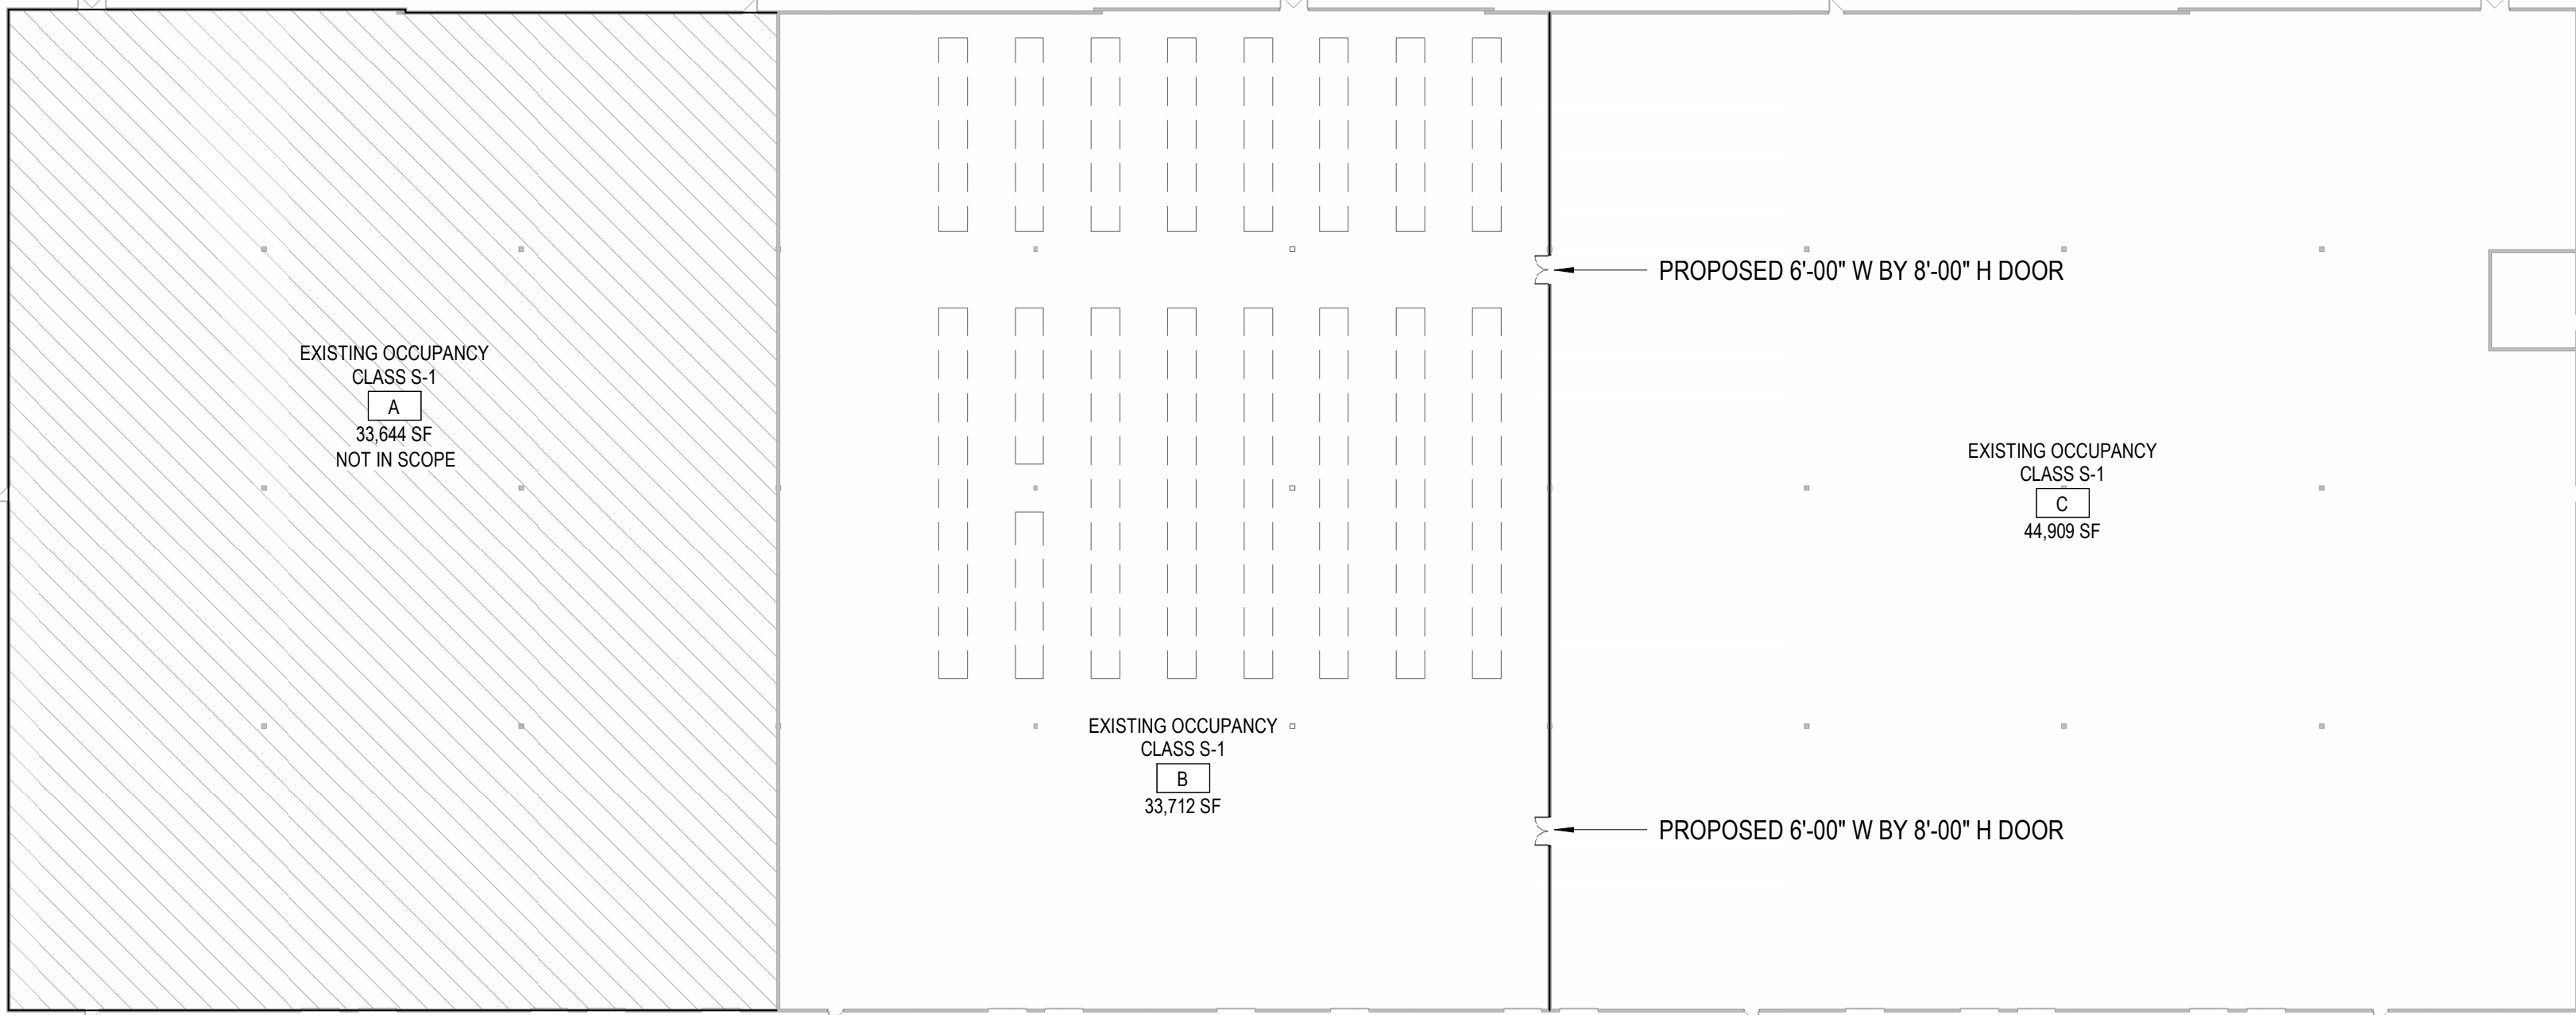 EXISTING OCCUPANCY
CLASS S-1
A
33,644 SF
NOT IN SCOPE
EXISTING OCCUPANCY
CLASS S-1
B
33,712 SF
PROPOSED 6'-00" W BY 8'-00" H DOOR
PROPOSED 6'-00" W BY 8'-00" H DOOR
EXISTING OCCUPANCY
CLASS S-1
C
44,909 SF